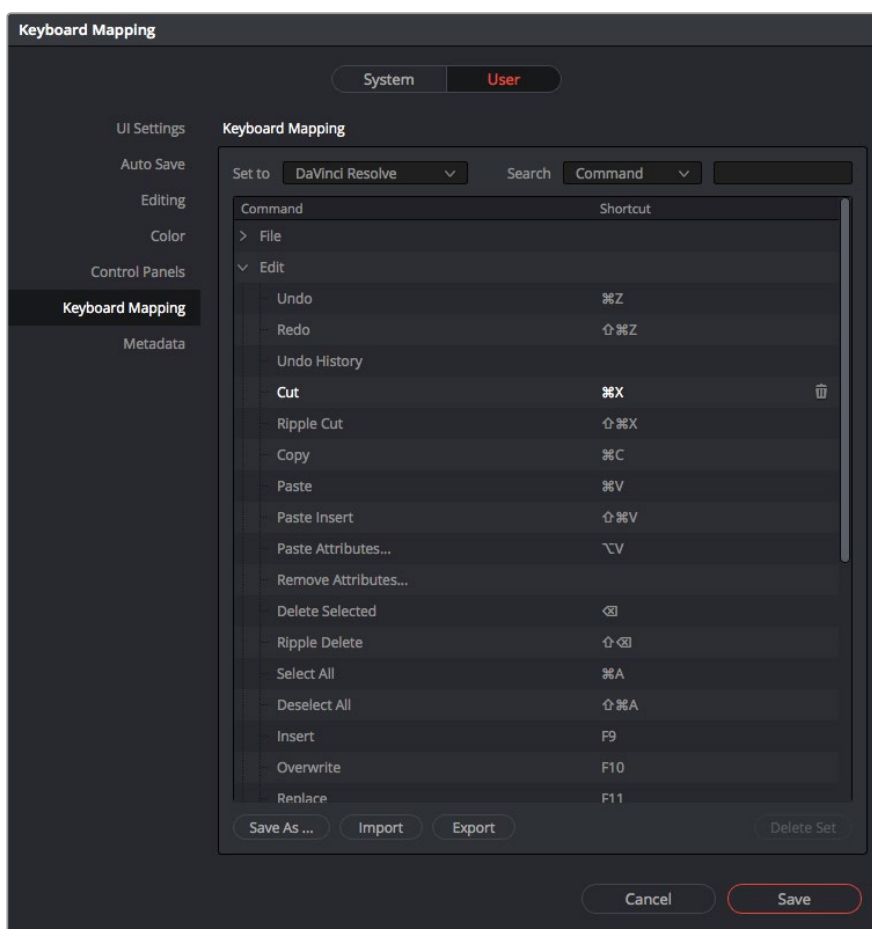 Keyboard Mapping
System User
UI Settings
Auto Save
Editing
Color
Control Panels
Keyboard Mapping
Metadata
Keyboard Mapping
Set to DaVinci Resolve Search Command
Command Shortcut
File
Edit
Undo ⌘Z
Redo ⇧⌘Z
Undo History
Cut ⌘X
Ripple Cut ⇧⌘X
Copy ⌘C
Paste ⌘V
Paste Insert ⇧⌘V
Paste Attributes... ⌥V
Remove Attributes...
Delete Selected ⌫
Ripple Delete ⇧⌫
Select All ⌘A
Deselect All ⇧⌘A
Insert F9
Overwrite F10
Replace F11
Save As ... Import Export Delete Set
Cancel Save